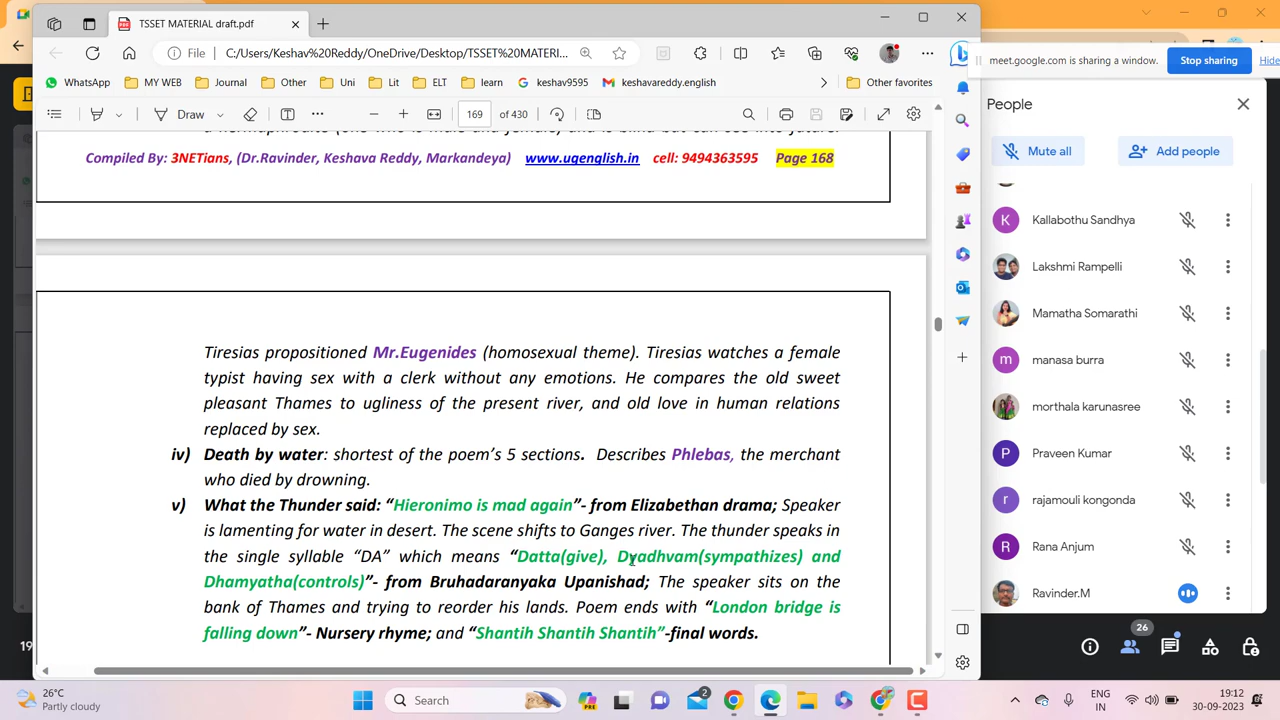 TSSET MATERIAL draft.pdf
File C:/Users/Keshav%20Reddy/OneDrive/Desktop/TSSET%20MATERI...
WhatsApp MY WEB Journal Other Uni Lit ELT learn keshav9595 keshavareddy.english Other favorites
Draw 169 of 430
Compiled By: 3NETians, (Dr.Ravinder, Keshava Reddy, Markandeya) www.ugenglish.in cell: 9494363595 Page 168
Tiresias propositioned Mr.Eugenides (homosexual theme). Tiresias watches a female
typist having sex with a clerk without any emotions. He compares the old sweet
pleasant Thames to ugliness of the present river, and old love in human relations
replaced by sex.
iv) Death by water: shortest of the poem's 5 sections. Describes Phlebas, the merchant
who died by drowning.
v) What the Thunder said: "Hieronimo is mad again"- from Elizabethan drama; Speaker
is lamenting for water in desert. The scene shifts to Ganges river. The thunder speaks in
the single syllable "DA" which means "Datta(give), Dyadhvam(sympathizes) and
Dhamyatha(controls)"- from Bruhadaranyaka Upanishad; The speaker sits on the
bank of Thames and trying to reorder his lands. Poem ends with "London bridge is
falling down"- Nursery rhyme; and "Shantih Shantih Shantih"-final words.
meet.google.com is sharing a window. Stop sharing Hide
People
Mute all Add people
K Kallabothu Sandhya
Lakshmi Rampelli
Mamatha Somarathi
m manasa burra
morthala karunasree
P Praveen Kumar
r rajamouli kongonda
R Rana Anjum
Ravinder.M
26
19
26°C
Partly cloudy
Search
2
ENG
IN
19:12
30-09-2023